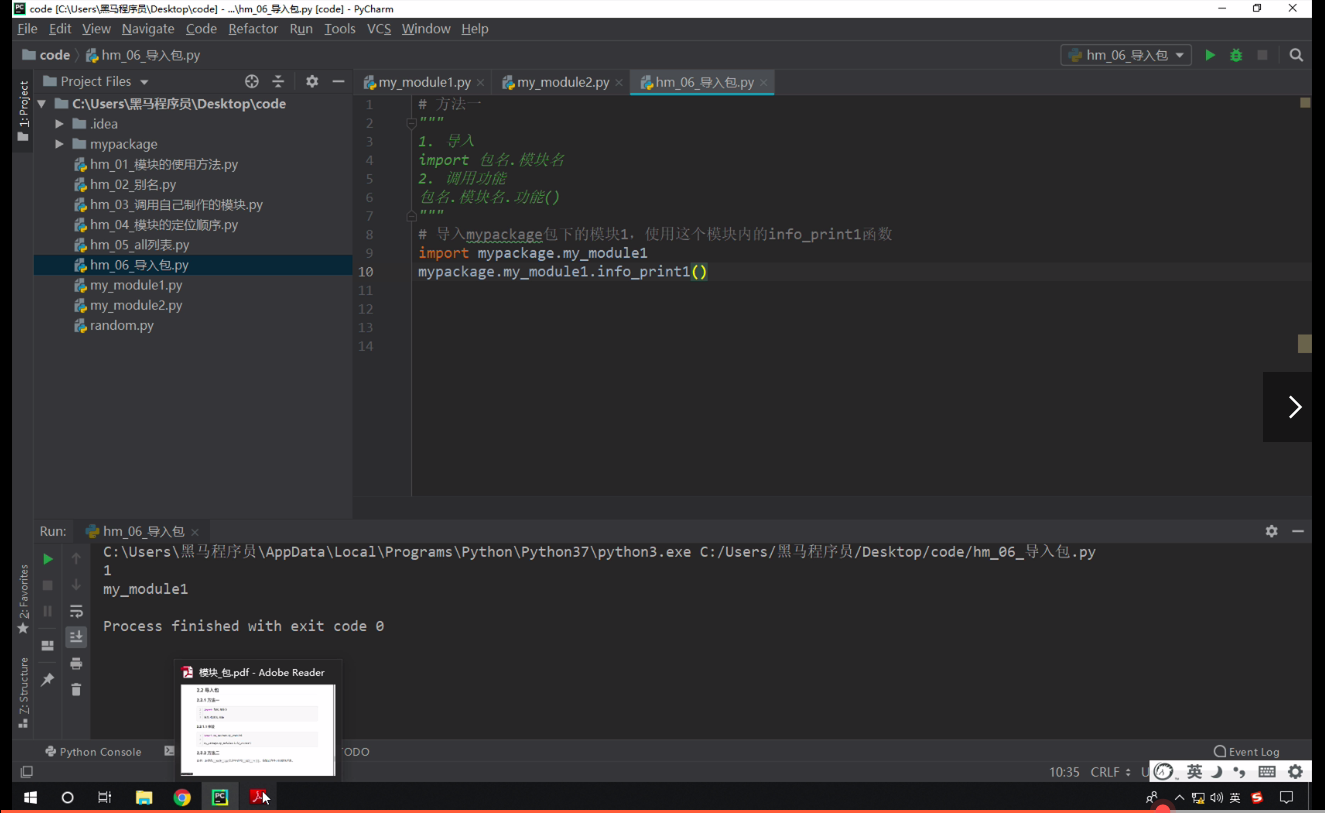 code [C:\Users\黑马程序员\Desktop\code] - ...\hm_06_导入包.py [code] - PyCharm
File Edit View Navigate Code Refactor Run Tools VCS Window Help
code hm_06_导入包.py
hm_06_导入包
1: Project
Project Files
my_module1.py
my_module2.py
hm_06_导入包.py
C:\Users\黑马程序员\Desktop\code
.idea
mypackage
hm_01_模块的使用方法.py
hm_02_别名.py
hm_03_调用自己制作的模块.py
hm_04_模块的定位顺序.py
hm_05_all列表.py
hm_06_导入包.py
my_module1.py
my_module2.py
random.py
1 # 方法一
2 """
3 1. 导入
4 import 包名.模块名
5 2. 调用功能
6 包名.模块名.功能()
7 """
8 # 导入mypackage包下的模块1，使用这个模块内的info_print1函数
9 import mypackage.my_module1
10 mypackage.my_module1.info_print1()
11
12
13
14
Run: hm_06_导入包
C:\Users\黑马程序员\AppData\Local\Programs\Python\Python37\python3.exe C:/Users/黑马程序员/Desktop/code/hm_06_导入包.py
1
my_module1
Process finished with exit code 0
2: Favorites
Z: Structure
模块_包.pdf - Adobe Reader
Python Console
TODO
Event Log
10:35 CRLF U
英
英